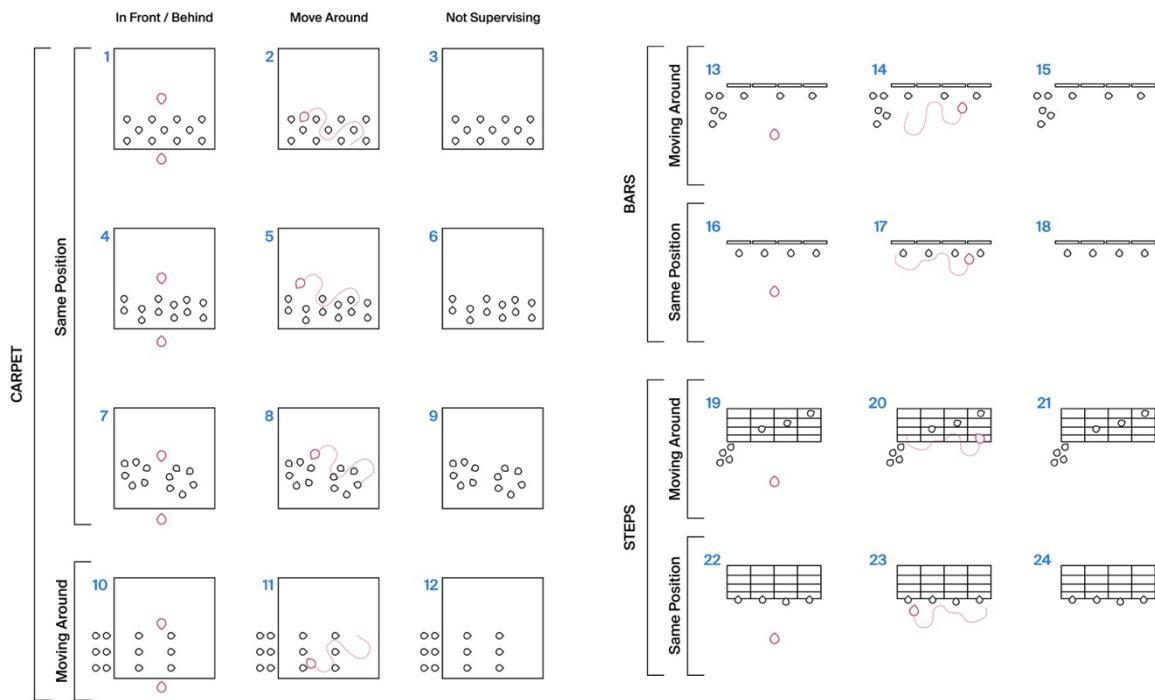 In Front / Behind
Move Around
Not Supervising
CARPET
Same Position
1
2
3
4
5
6
7
8
9
Moving Around
10
11
12
BARS
Moving Around
13
14
15
Same Position
16
17
18
STEPS
Moving Around
19
20
21
Same Position
22
23
24